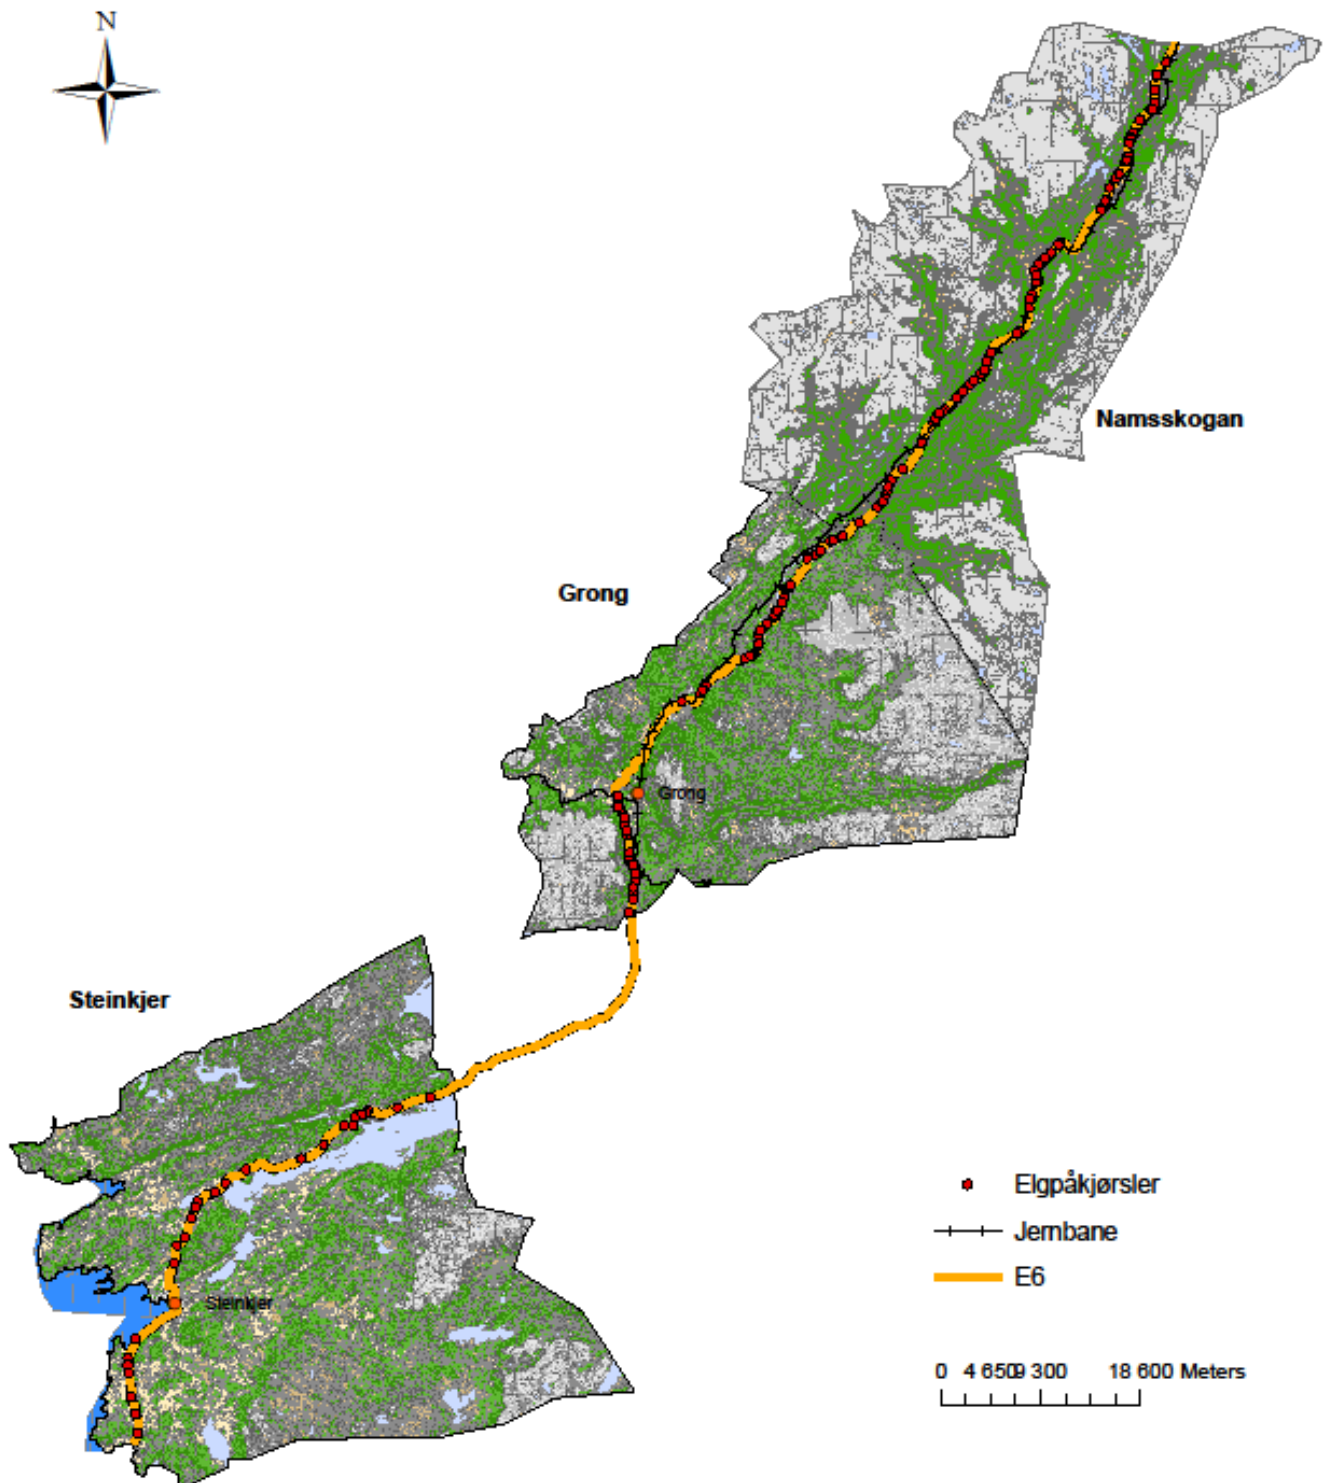 N
Namsskogan
Grong
Grong
Steinkjer
Steinkjer
Elgpåkjørsler
Jernbane
E6
0 4 650 9 300 18 600 Meters